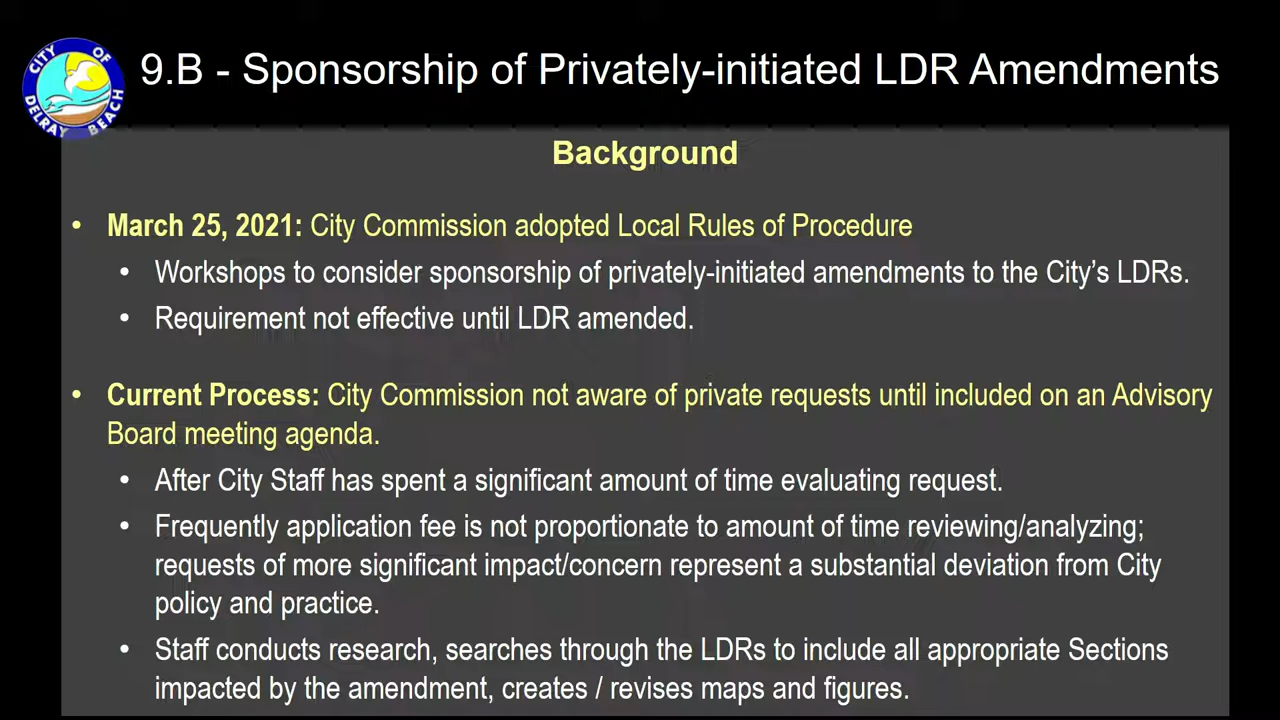 CITY OF
DELRAY BEACH
9.B - Sponsorship of Privately-initiated LDR Amendments
Background
• March 25, 2021: City Commission adopted Local Rules of Procedure
• Workshops to consider sponsorship of privately-initiated amendments to the City's LDRs.
• Requirement not effective until LDR amended.
• Current Process: City Commission not aware of private requests until included on an Advisory
Board meeting agenda.
• After City Staff has spent a significant amount of time evaluating request.
• Frequently application fee is not proportionate to amount of time reviewing/analyzing;
requests of more significant impact/concern represent a substantial deviation from City
policy and practice.
• Staff conducts research, searches through the LDRs to include all appropriate Sections
impacted by the amendment, creates / revises maps and figures.